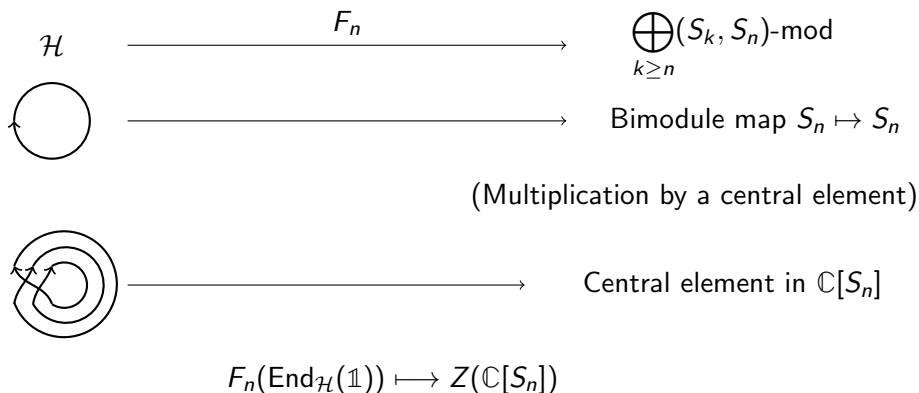 F_n
ℋ ⨁_{k≥n}(S_k, S_n)-mod
Bimodule map S_n ↦ S_n
(Multiplication by a central element)
Central element in ℂ[S_n]
F_n(End_ℋ(𝟙)) ⟼ Z(ℂ[S_n])